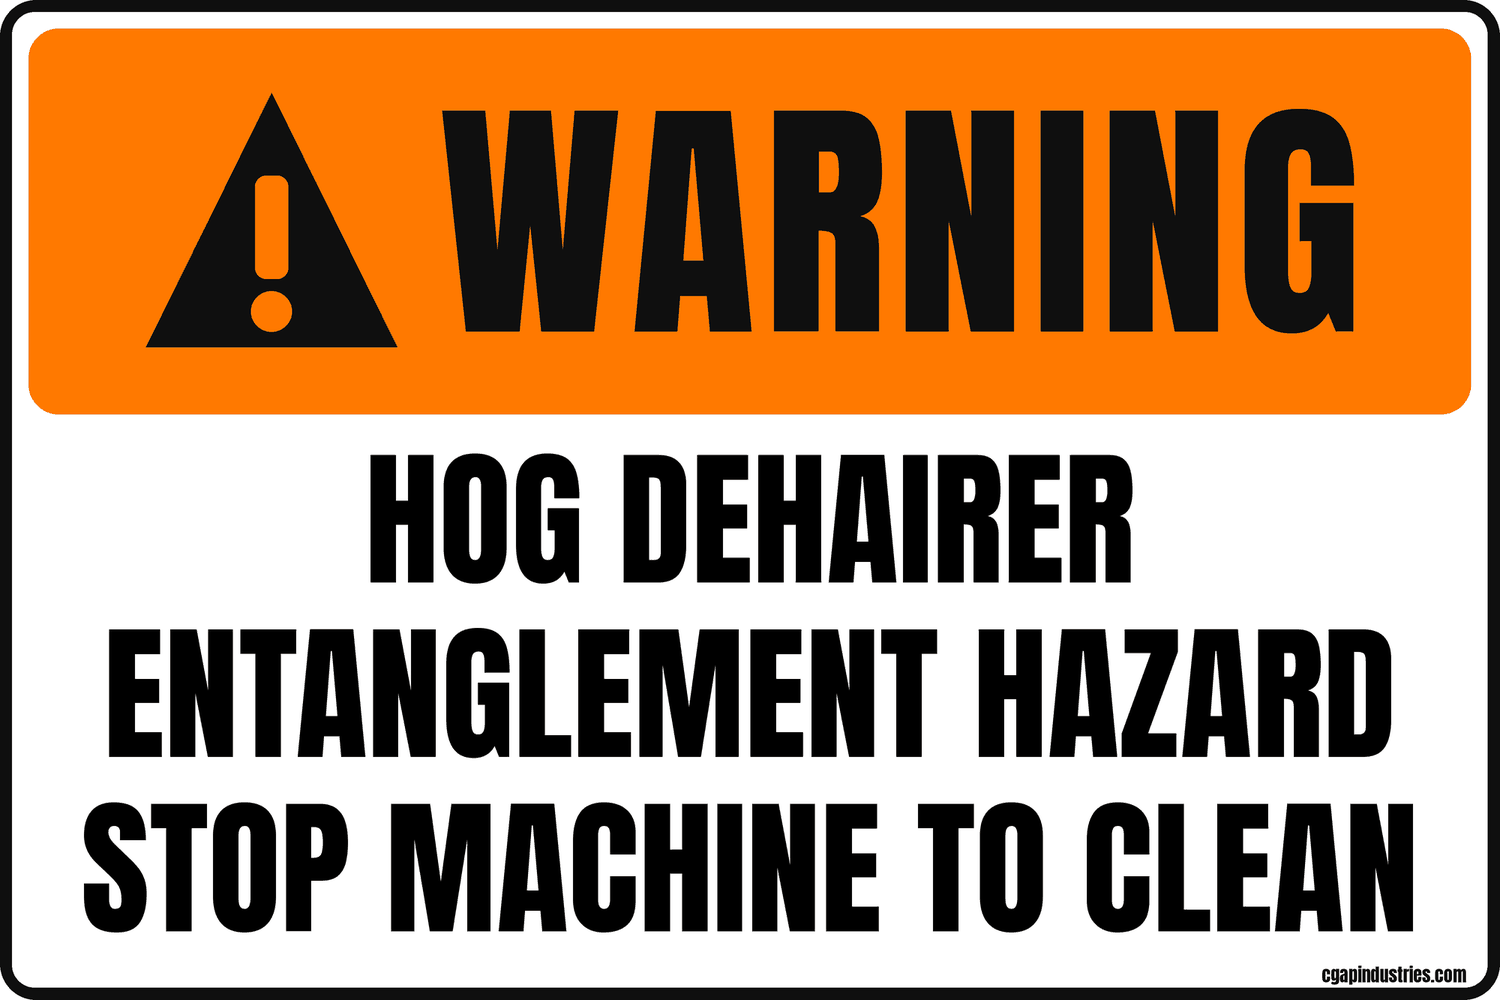 WARNING
HOG DEHAIRER
ENTANGLEMENT HAZARD
STOP MACHINE TO CLEAN
cgapindustries.com